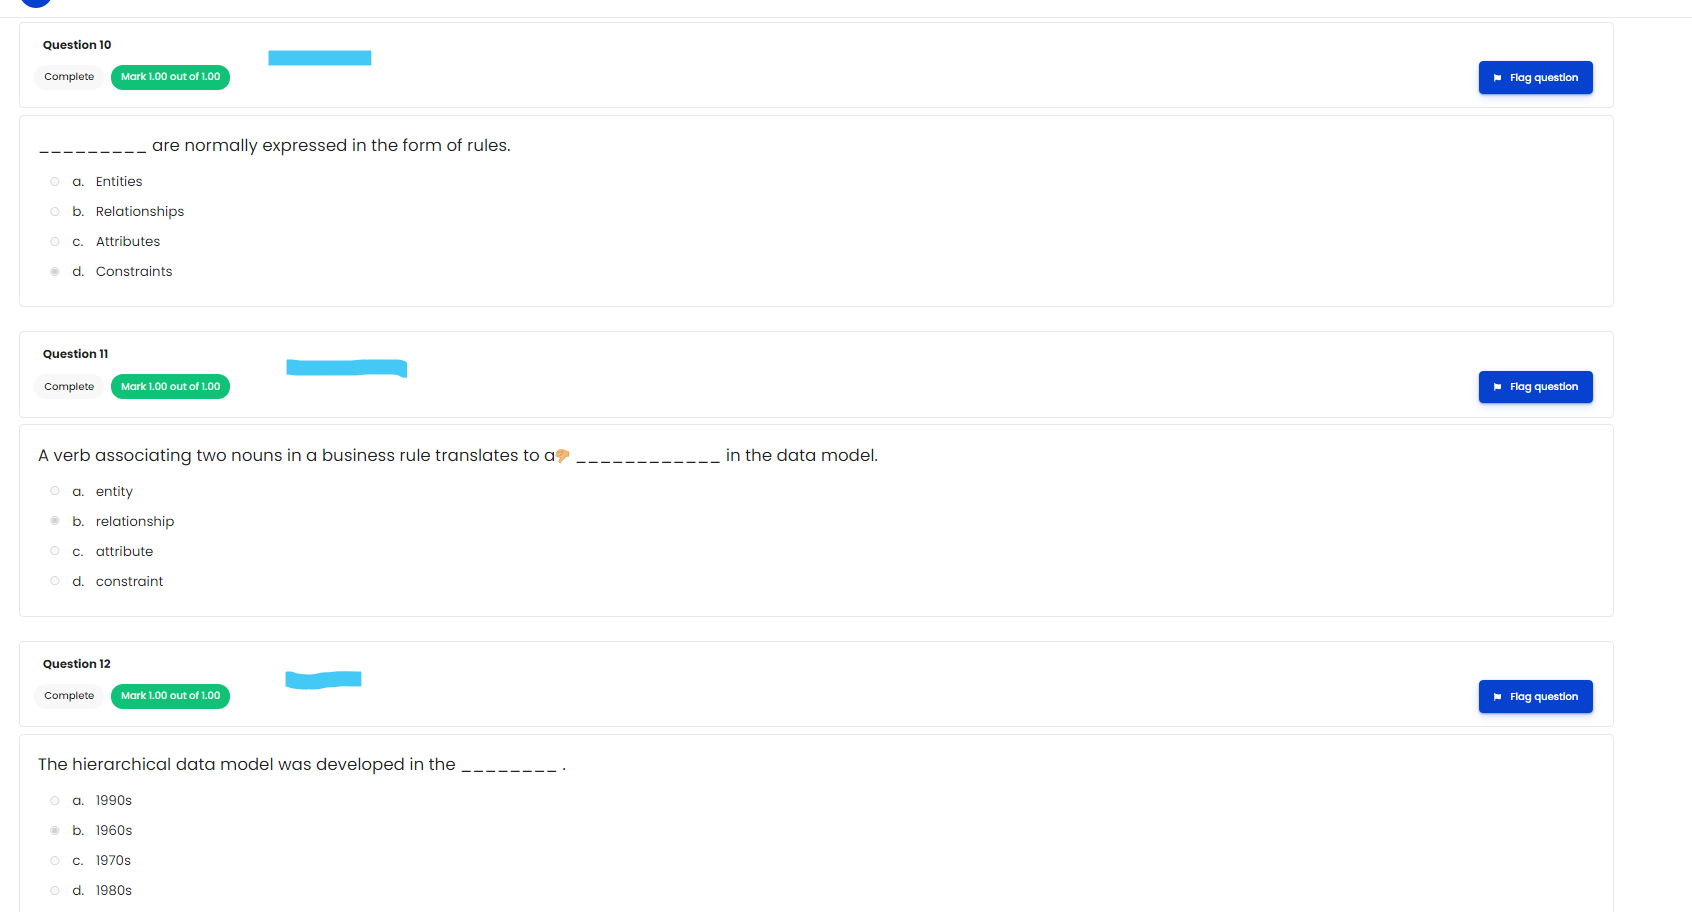 Question 10
Complete
Mark 1.00 out of 1.00
Flag question
_________ are normally expressed in the form of rules.
a. Entities
b. Relationships
c. Attributes
d. Constraints
Question 11
Complete
Mark 1.00 out of 1.00
Flag question
A verb associating two nouns in a business rule translates to a ____________ in the data model.
a. entity
b. relationship
c. attribute
d. constraint
Question 12
Complete
Mark 1.00 out of 1.00
Flag question
The hierarchical data model was developed in the ________ .
a. 1990s
b. 1960s
c. 1970s
d. 1980s